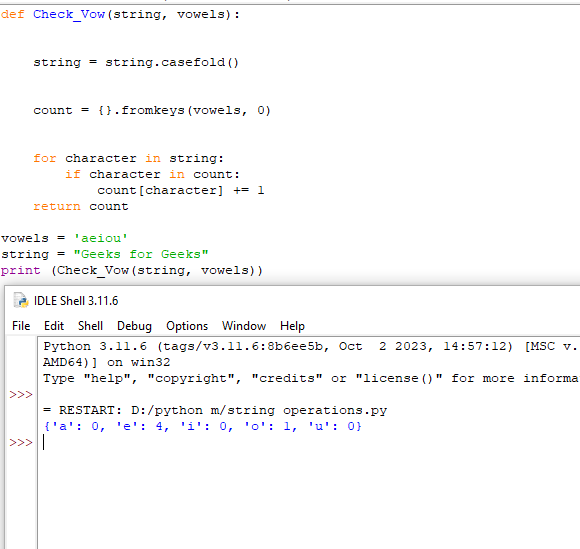 def Check_Vow(string, vowels):
    string = string.casefold()
    count = {}.fromkeys(vowels, 0)
    for character in string:
        if character in count:
            count[character] += 1
    return count
vowels = 'aeiou'
string = "Geeks for Geeks"
print (Check_Vow(string, vowels))
IDLE Shell 3.11.6
File Edit Shell Debug Options Window Help
Python 3.11.6 (tags/v3.11.6:8b6ee5b, Oct  2 2023, 14:57:12) [MSC v.
AMD64)] on win32
Type "help", "copyright", "credits" or "license()" for more informa
>>>
= RESTART: D:/python m/string operations.py
{'a': 0, 'e': 4, 'i': 0, 'o': 1, 'u': 0}
>>>